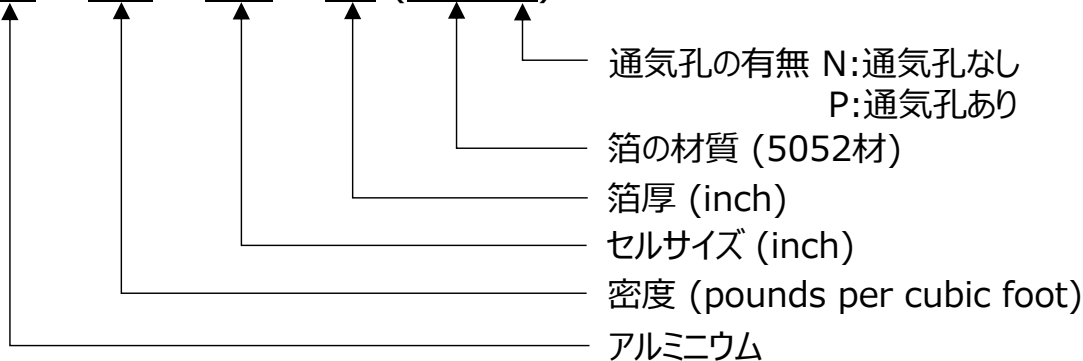 通気孔の有無 N:通気孔なし
P:通気孔あり
箔の材質 (5052材)
箔厚 (inch)
セルサイズ (inch)
密度 (pounds per cubic foot)
アルミニウム